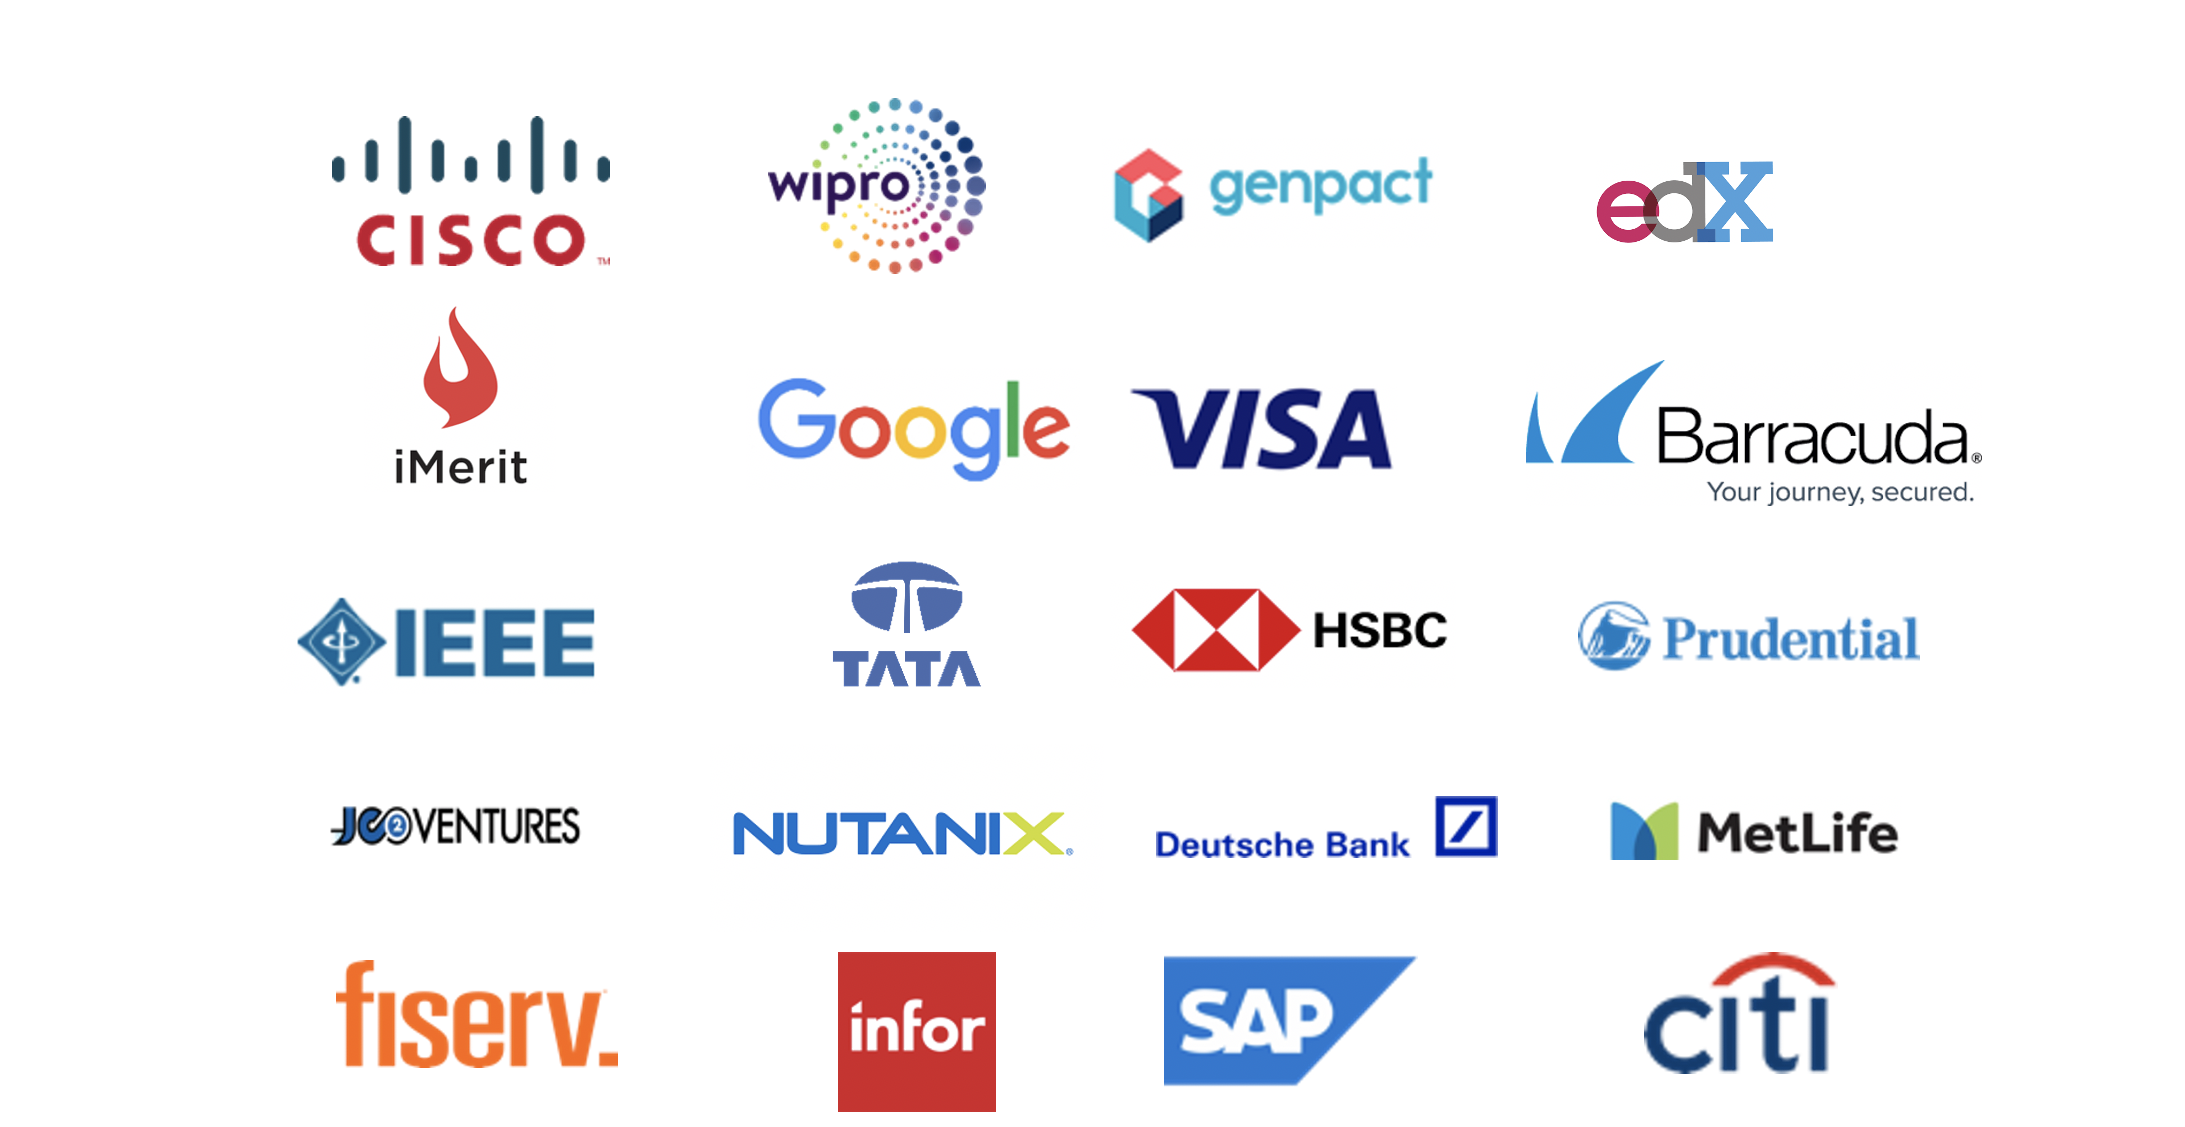 CISCO™
wipro
genpact
edX
iMerit
Google
VISA
Barracuda®
Your journey, secured.
IEEE
TATA
HSBC
Prudential
JC2VENTURES
NUTANIX®
Deutsche Bank
MetLife
fiserv.
infor
SAP
citi